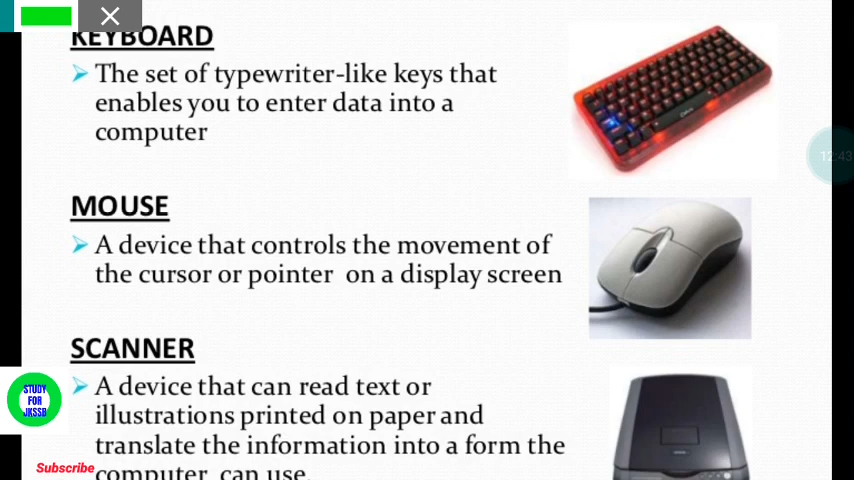 KEYBOARD
The set of typewriter-like keys that
enables you to enter data into a
computer
12:43
MOUSE
A device that controls the movement of
the cursor or pointer on a display screen
SCANNER
A device that can read text or
illustrations printed on paper and
translate the information into a form the
computer can use.
STUDY
FOR
JKSSB
Subscribe